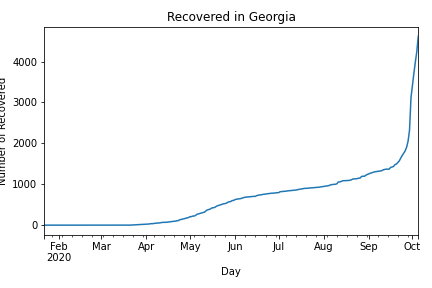 Recovered in Georgia
Number of Recovered
4000
3000
2000
1000
0
Feb Mar Apr May Jun Jul Aug Sep Oct
2020
Day